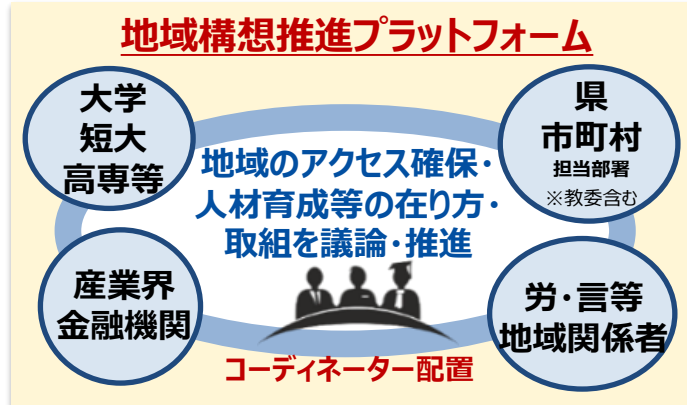 地域構想推進プラットフォーム
大学
短大
高専等
県
市町村
担当部署
※教委含む
地域のアクセス確保・
人材育成等の在り方・
取組を議論・推進
産業界
金融機関
労・言等
地域関係者
コーディネーター配置